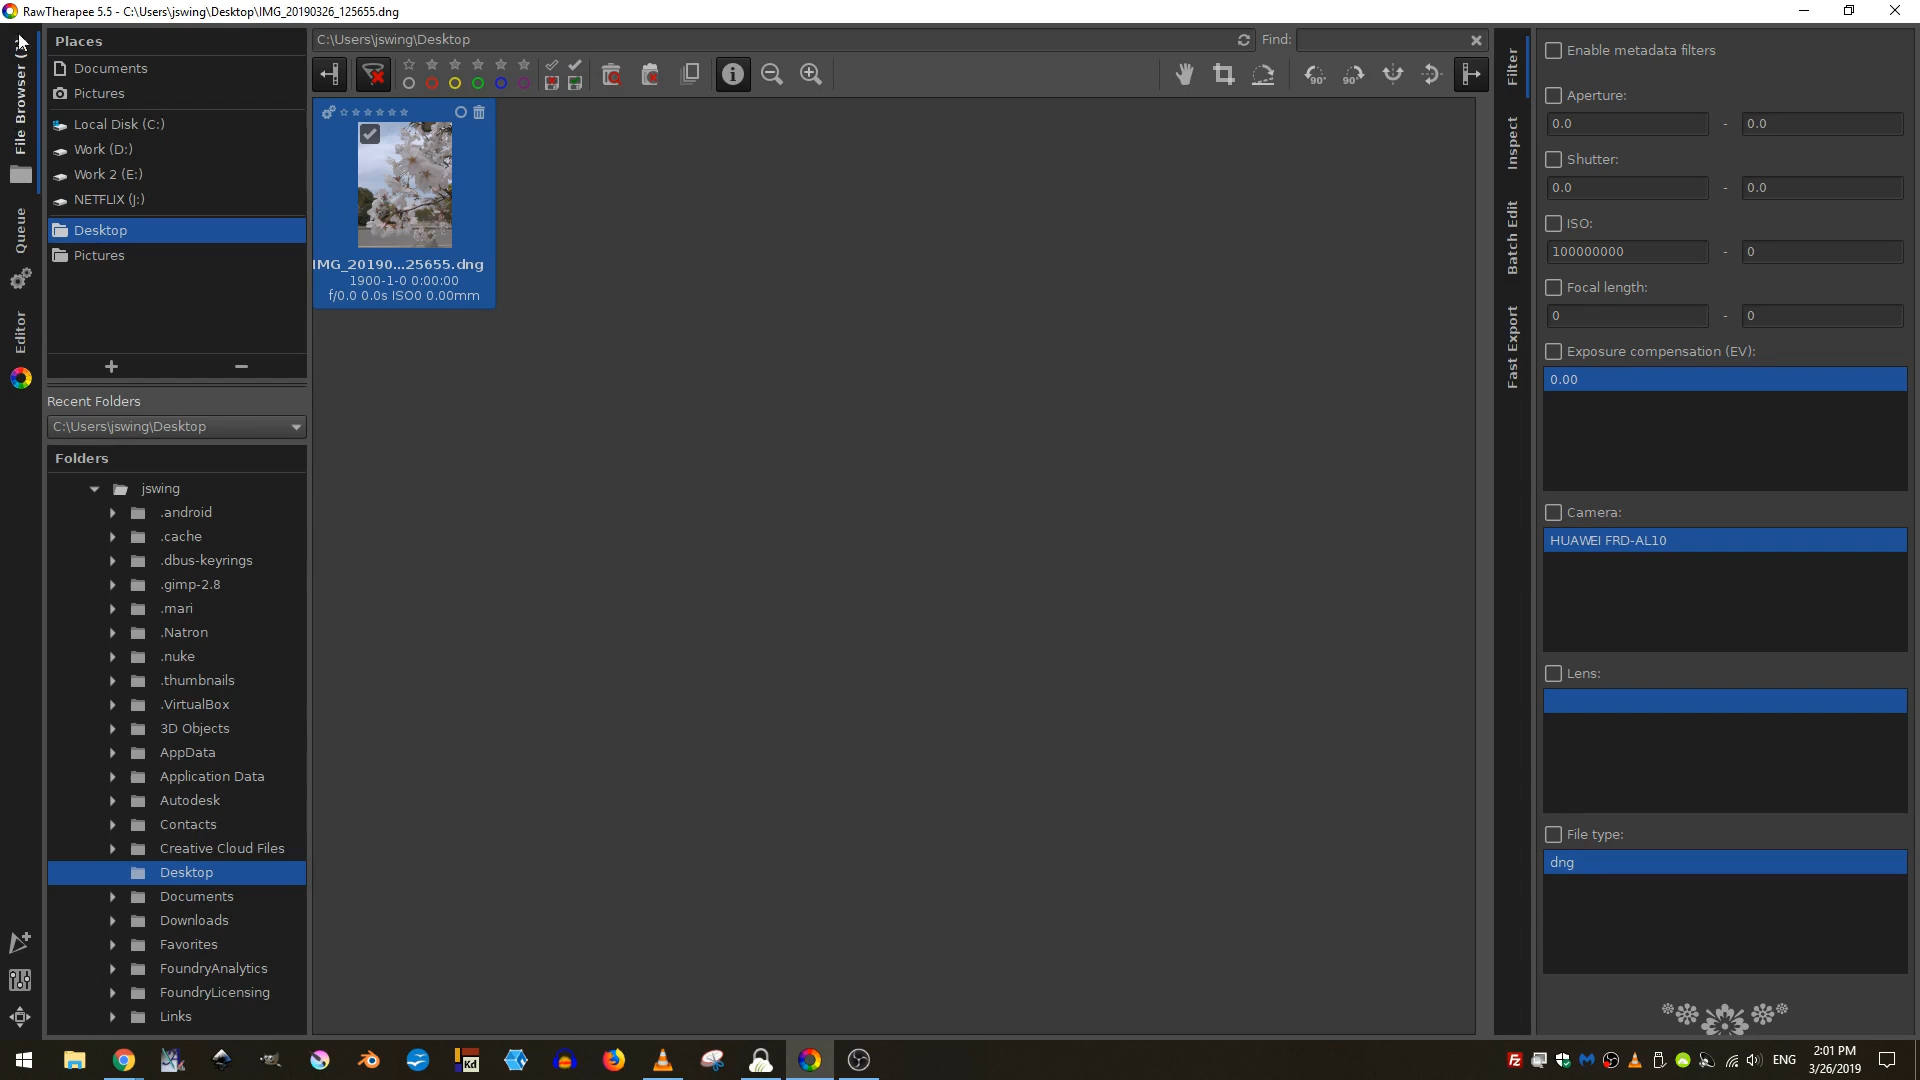 RawTherapee 5.5 - C:\Users\jswing\Desktop\IMG_20190326_125655.dng
File Browser (
Queue
Editor
Places
Documents
Pictures
Local Disk (C:)
Work (D:)
Work 2 (E:)
NETFLIX (J:)
Desktop
Pictures
Recent Folders
C:\Users\jswing\Desktop
Folders
jswing
.android
.cache
.dbus-keyrings
.gimp-2.8
.mari
.Natron
.nuke
.thumbnails
.VirtualBox
3D Objects
AppData
Application Data
Autodesk
Contacts
Creative Cloud Files
Desktop
Documents
Downloads
Favorites
FoundryAnalytics
FoundryLicensing
Links
C:\Users\jswing\Desktop
Find:
90° 90°
IMG_20190...25655.dng
1900-1-0 0:00:00
f/0.0 0.0s ISO0 0.00mm
Filter
Inspect
Batch Edit
Fast Export
Enable metadata filters
Aperture:
0.0 - 0.0
Shutter:
0.0 - 0.0
ISO:
100000000 - 0
Focal length:
0 - 0
Exposure compensation (EV):
0.00
Camera:
HUAWEI FRD-AL10
Lens:
File type:
dng
Kd
FZ
ENG
2:01 PM
3/26/2019